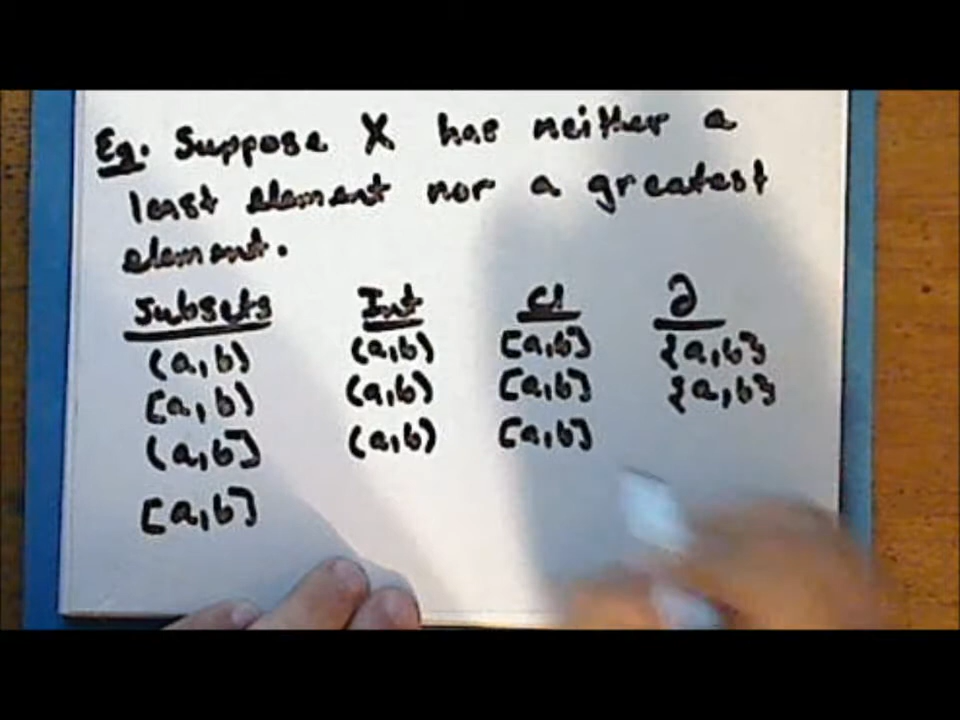 Eg. Suppose X has neither a
least element nor a greatest
element.
Subsets Int Cl ∂
(a,b) (a,b) [a,b] {a,b}
[a,b) (a,b) [a,b] {a,b}
(a,b] (a,b) [a,b]
[a,b]